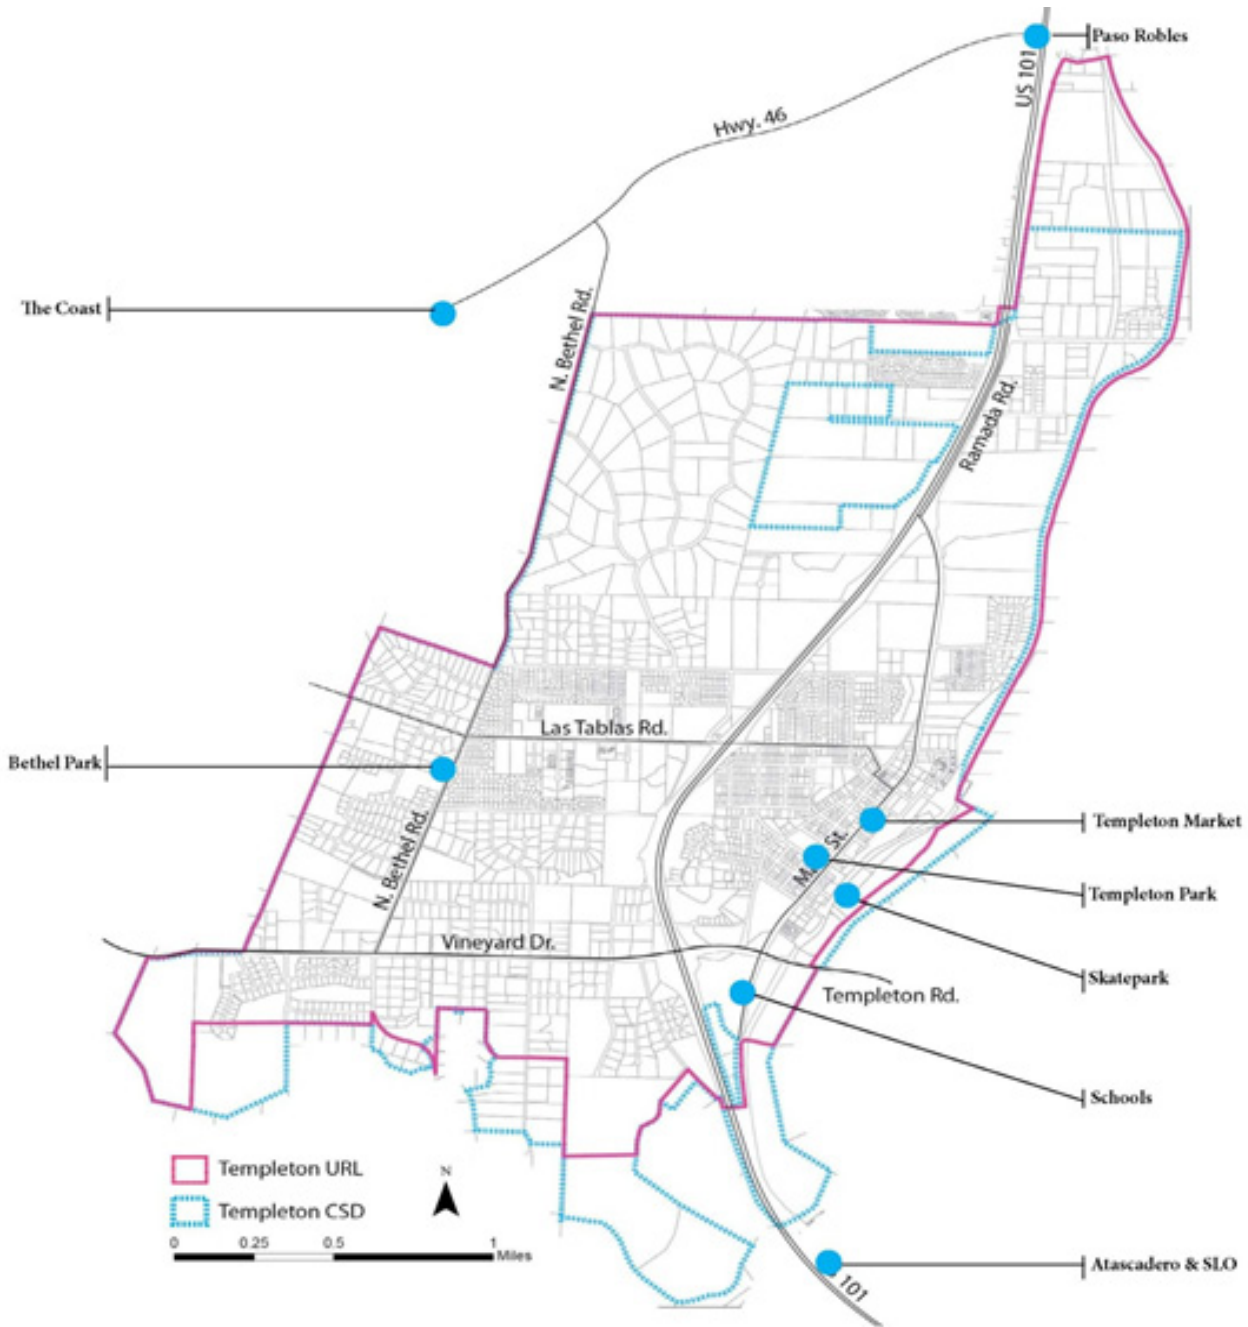 Paso Robles
US 101
Hwy. 46
The Coast
N. Bethel Rd.
Ramada Rd.
Las Tablas Rd.
Bethel Park
Templeton Market
St.
M
N. Bethel Rd.
Templeton Park
Vineyard Dr.
Skatepark
Templeton Rd.
Schools
Templeton URL
N
Templeton CSD
0 0.25 0.5 1
Miles
Atascadero & SLO
101